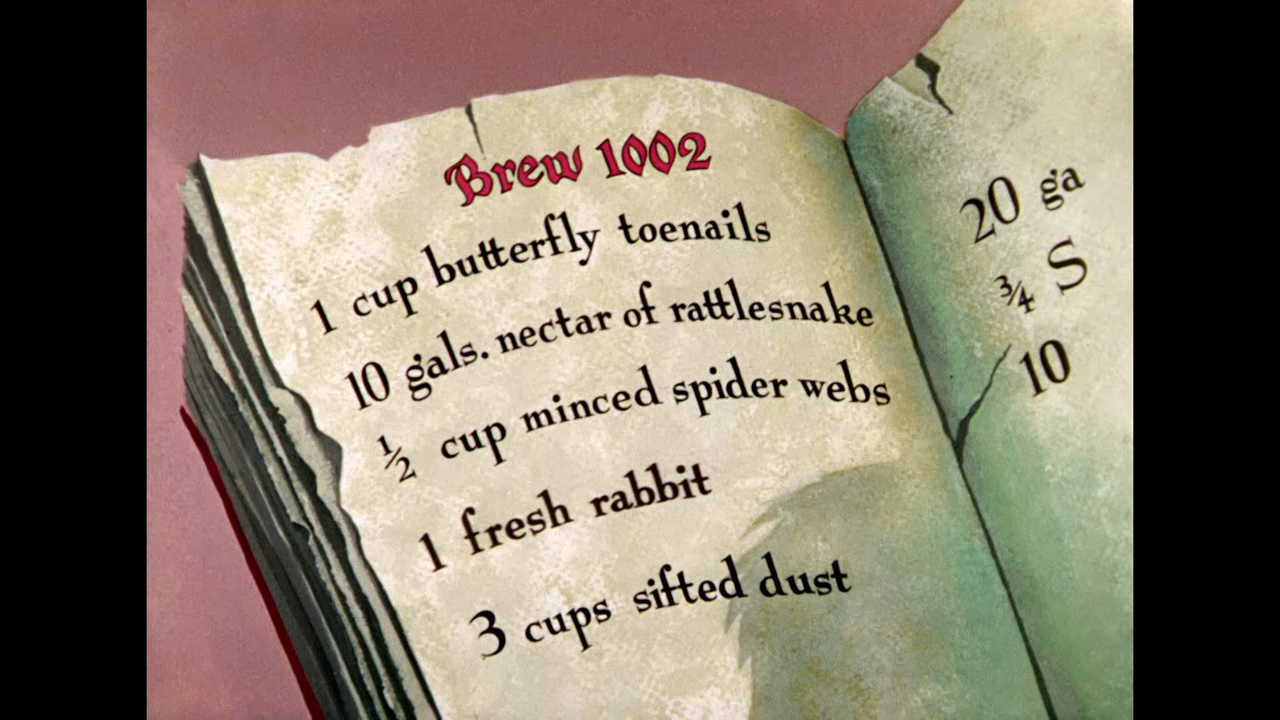 Brew 1002
1 cup butterfly toenails
10 gals. nectar of rattlesnake
½ cup minced spider webs
1 fresh rabbit
3 cups sifted dust
20 ga
¾ S
10